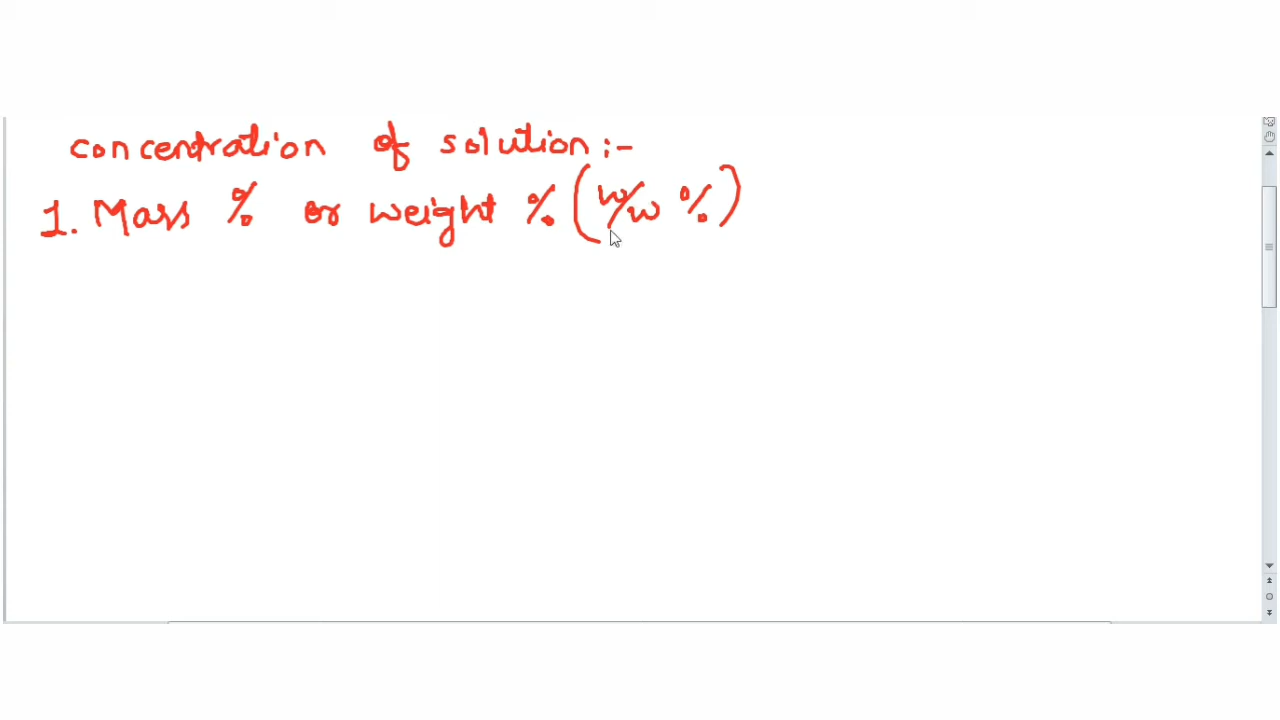 concentration of solution :-
1. Mass % or weight % (w/w %)